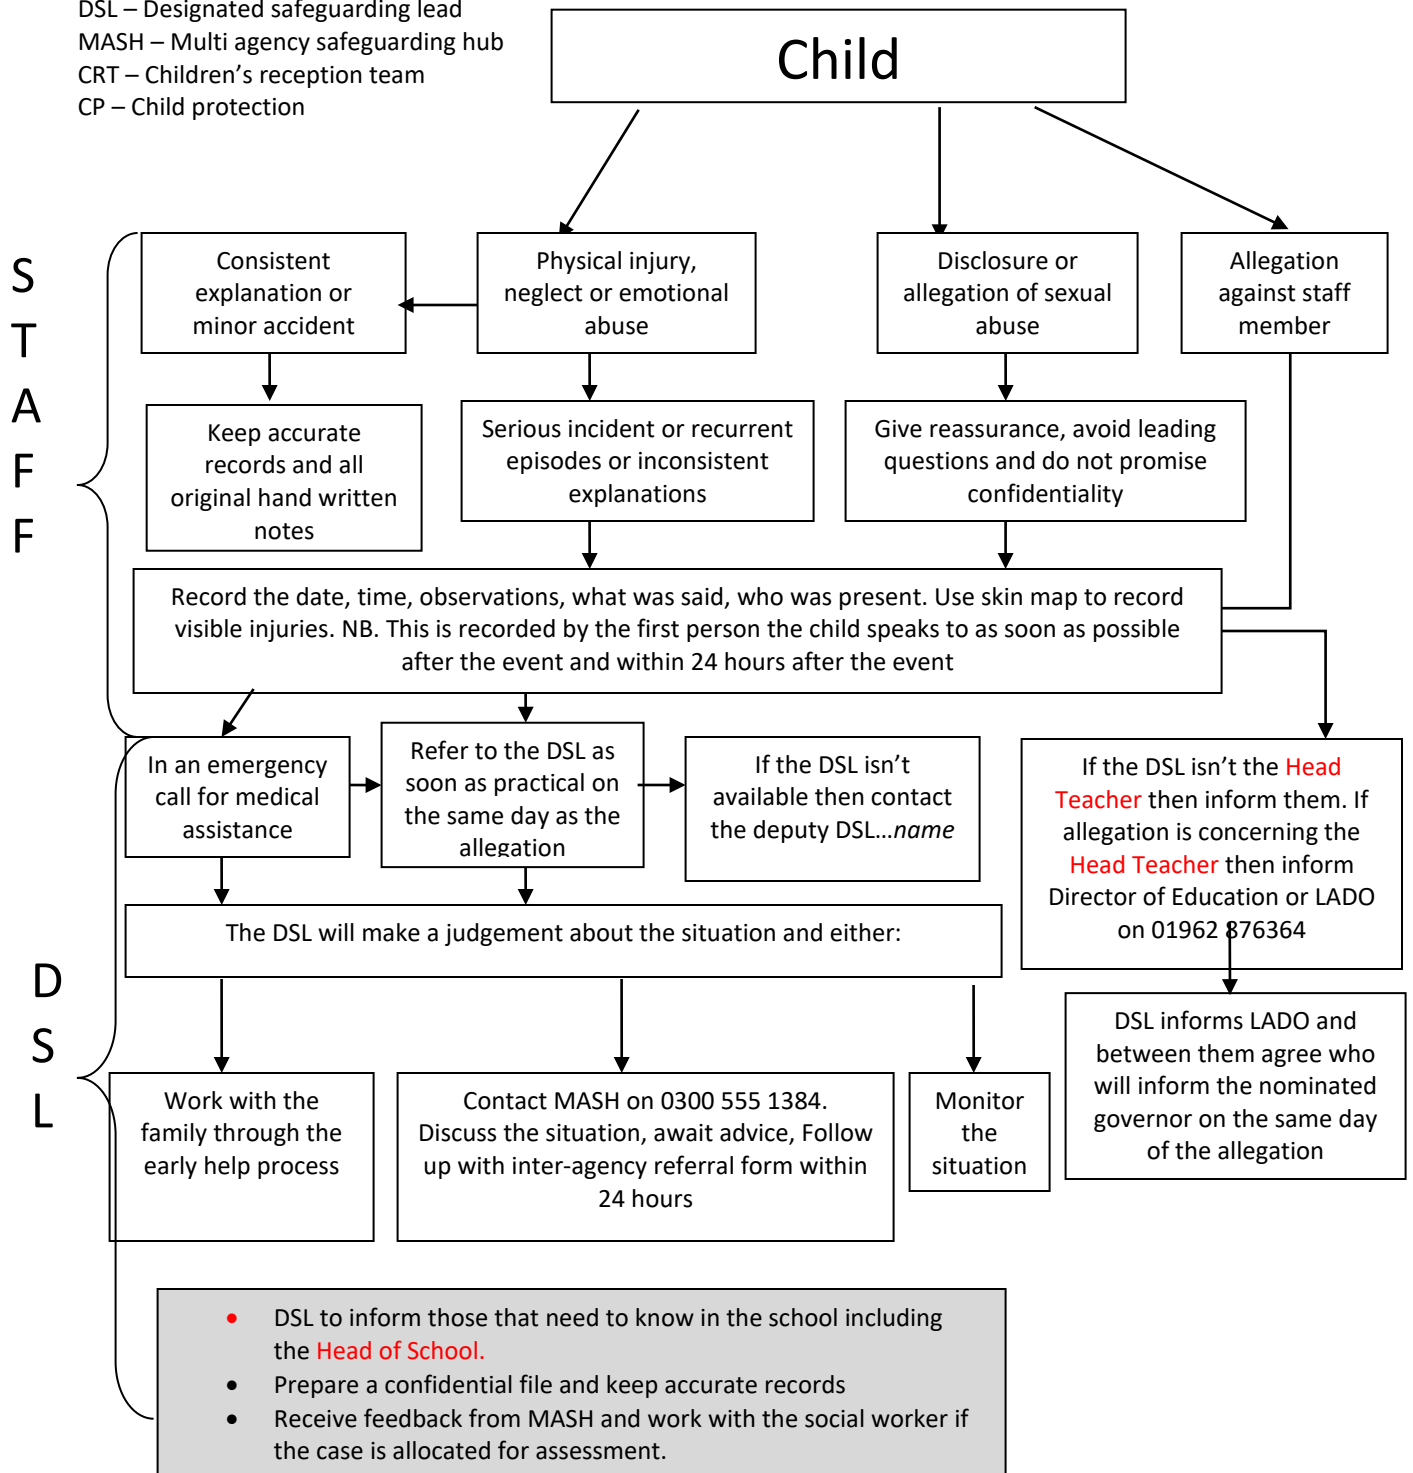 DSL – Designated safeguarding lead
MASH – Multi agency safeguarding hub
CRT – Children's reception team
CP – Child protection
Child
S
T
A
F
F
Consistent
explanation or
minor accident
Physical injury,
neglect or emotional
abuse
Disclosure or
allegation of sexual
abuse
Allegation
against staff
member
Keep accurate
records and all
original hand written
notes
Serious incident or recurrent
episodes or inconsistent
explanations
Give reassurance, avoid leading
questions and do not promise
confidentiality
Record the date, time, observations, what was said, who was present. Use skin map to record
visible injuries. NB. This is recorded by the first person the child speaks to as soon as possible
after the event and within 24 hours after the event
In an emergency
call for medical
assistance
Refer to the DSL as
soon as practical on
the same day as the
allegation
If the DSL isn't
available then contact
the deputy DSL...name
If the DSL isn't the Head
Teacher then inform them. If
allegation is concerning the
Head Teacher then inform
Director of Education or LADO
on 01962 876364
D
S
L
The DSL will make a judgement about the situation and either:
DSL informs LADO and
between them agree who
will inform the nominated
governor on the same day
of the allegation
Work with the
family through the
early help process
Contact MASH on 0300 555 1384.
Discuss the situation, await advice, Follow
up with inter-agency referral form within
24 hours
Monitor
the
situation
• DSL to inform those that need to know in the school including
the Head of School.
• Prepare a confidential file and keep accurate records
• Receive feedback from MASH and work with the social worker if
the case is allocated for assessment.